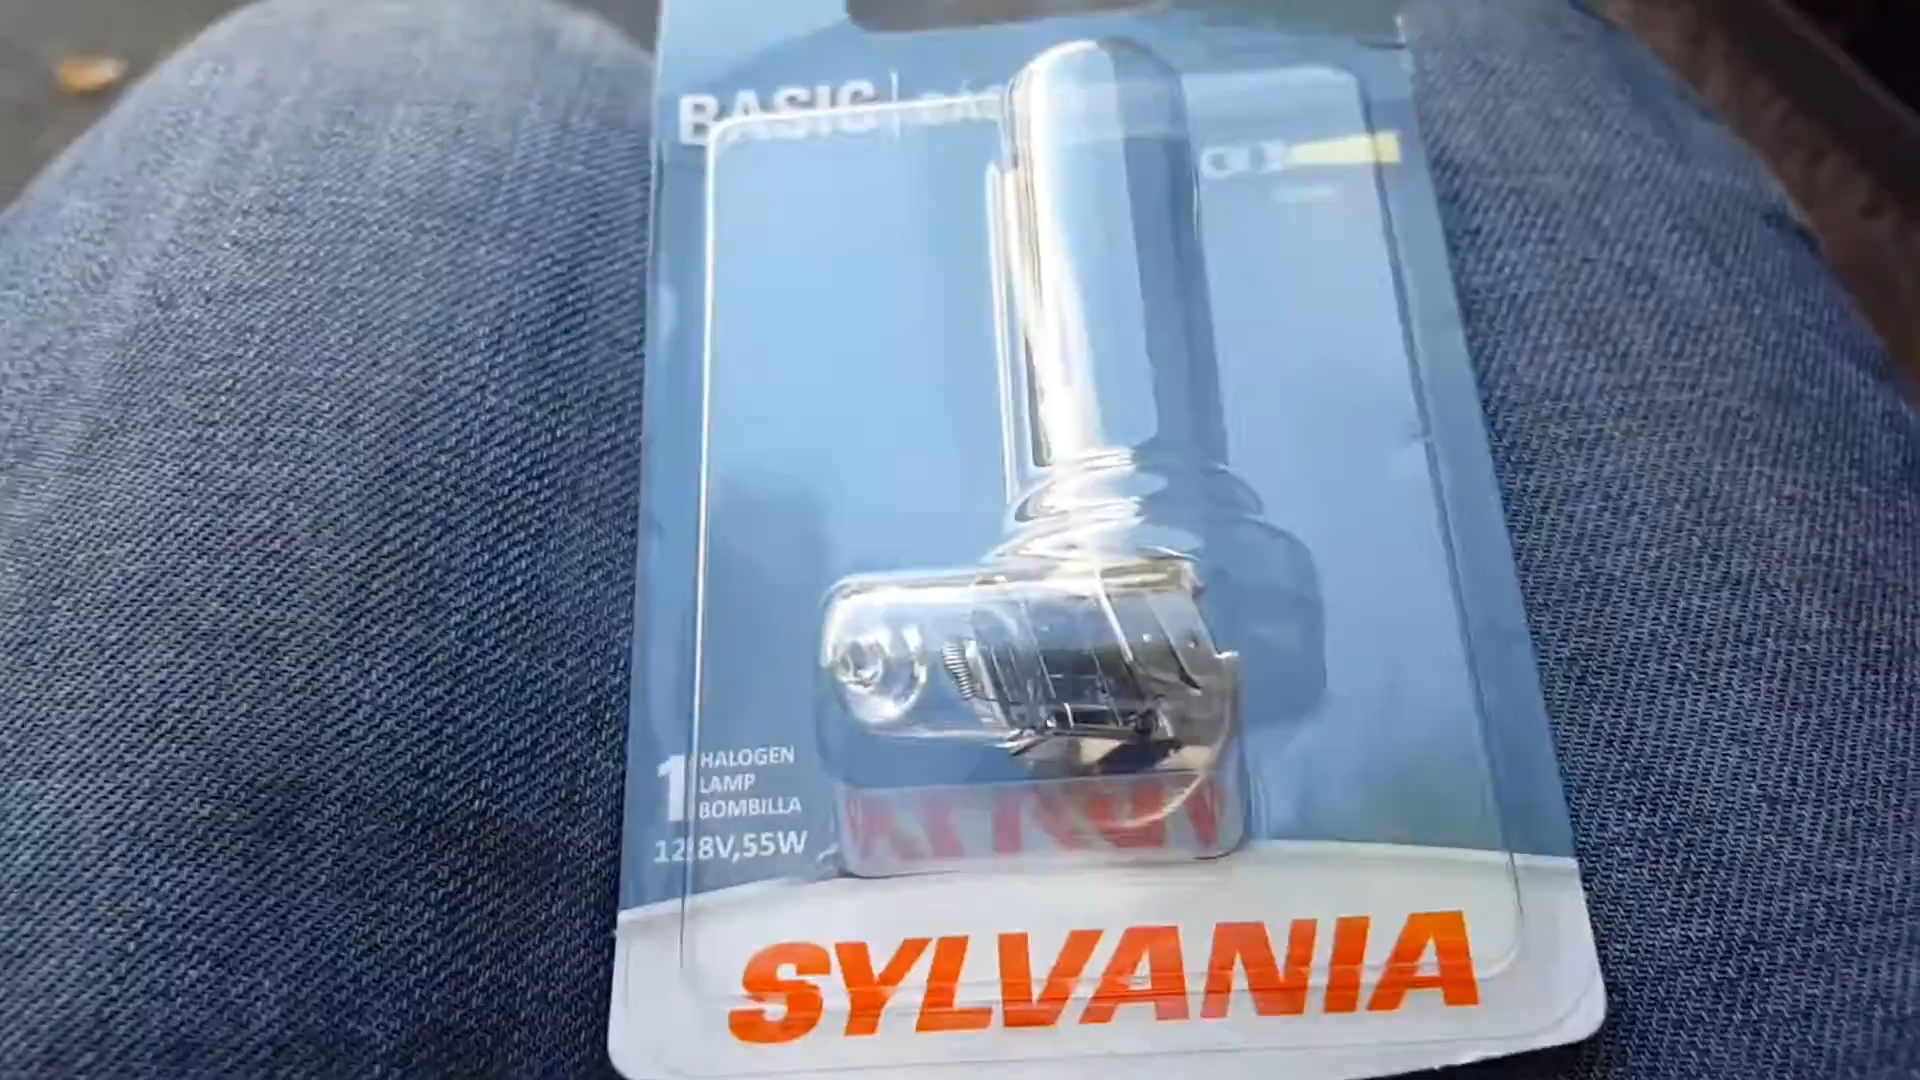 BASIC
1 HALOGEN
LAMP
BOMBILLA
12.8V,55W
SYLVANIA